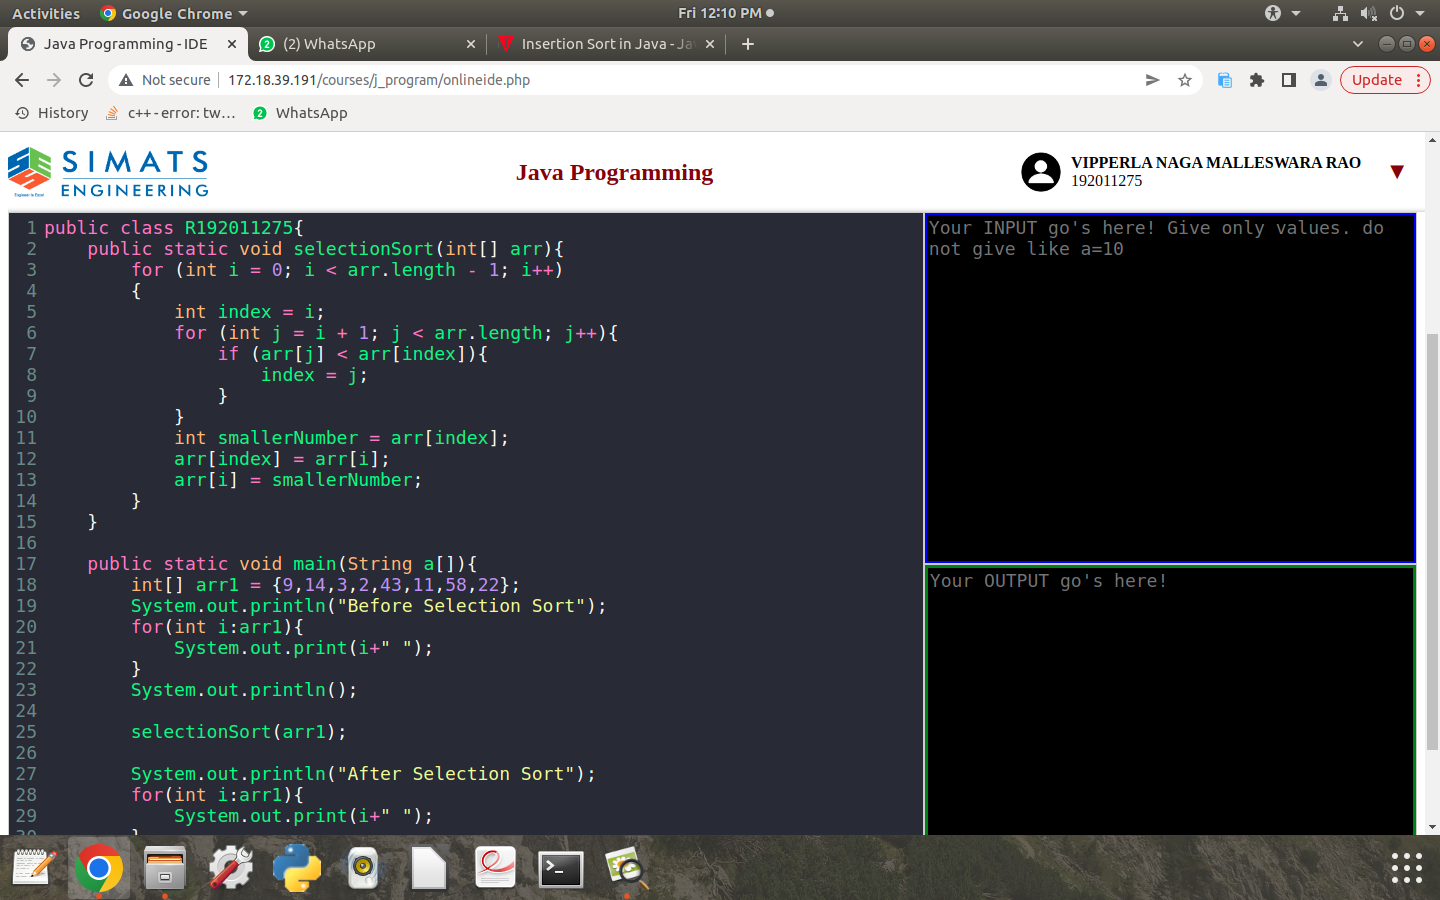 Activities
Google Chrome
Fri 12:10 PM
Java Programming - IDE
(2) WhatsApp
Insertion Sort in Java - Jav
Not secure
172.18.39.191/courses/j_program/onlineide.php
Update
History
c++ - error: tw…
WhatsApp
SIMATS
ENGINEERING
Java Programming
VIPPERLA NAGA MALLESWARA RAO
192011275
1 public class R192011275{
2 public static void selectionSort(int[] arr){
3 for (int i = 0; i < arr.length - 1; i++)
4 {
5 int index = i;
6 for (int j = i + 1; j < arr.length; j++){
7 if (arr[j] < arr[index]){
8 index = j;
9 }
10 }
11 int smallerNumber = arr[index];
12 arr[index] = arr[i];
13 arr[i] = smallerNumber;
14 }
15 }
16
17 public static void main(String a[]){
18 int[] arr1 = {9,14,3,2,43,11,58,22};
19 System.out.println("Before Selection Sort");
20 for(int i:arr1){
21 System.out.print(i+" ");
22 }
23 System.out.println();
24
25 selectionSort(arr1);
26
27 System.out.println("After Selection Sort");
28 for(int i:arr1){
29 System.out.print(i+" ");
30 }
Your INPUT go's here! Give only values. do
not give like a=10
Your OUTPUT go's here!